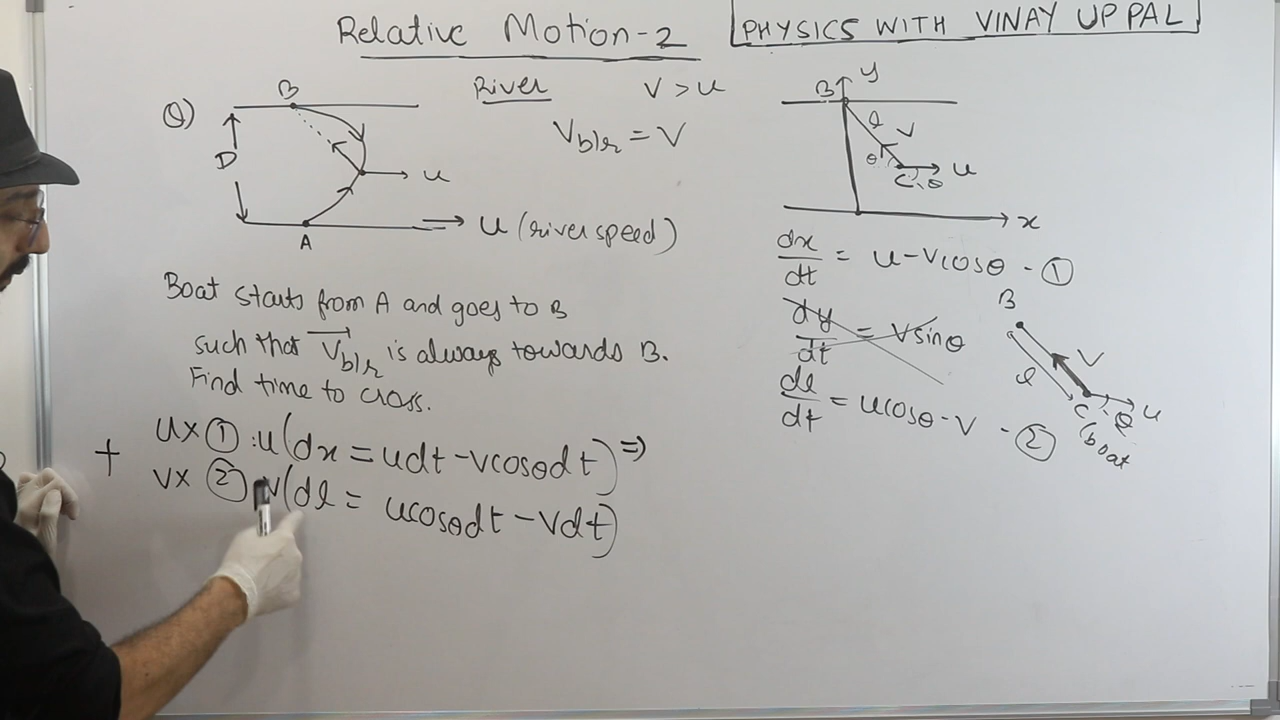 Relative Motion-2
PHYSICS WITH VINAY UPPAL
River V > u
Q)
B
D
u
A
u (river speed)
V_b/r = V
B
y
l
V
θ
u
C
θ
x
dx/dt = u - vcosθ - ①
dy/dt = vsinθ
dl/dt = ucosθ - v - ②
B
V
l
u
C
θ
(boat
Boat starts from A and goes to B
such that V_b/r is always towards B.
Find time to cross.
+
u× ① : u(dx = udt - vcosθdt) ⇒
v× ② v(dl = ucosθdt - vdt)